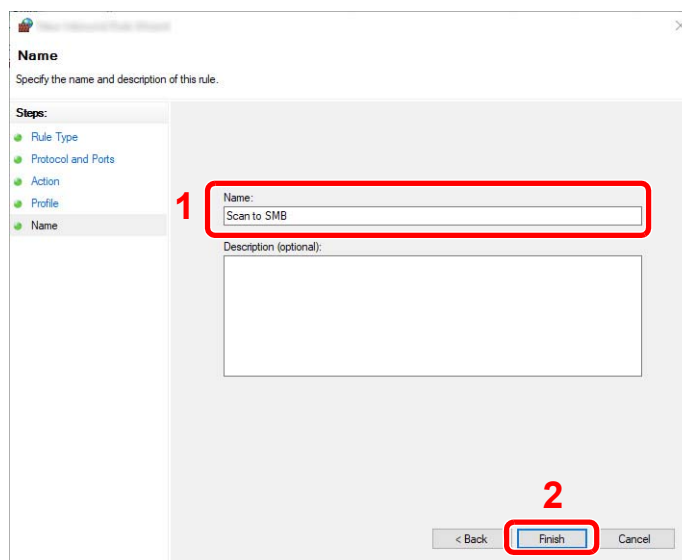 Name
Specify the name and description of this rule.
Steps:
Rule Type
Protocol and Ports
Action
Profile
Name
1
Name:
Scan to SMB
Description (optional):
2
< Back
Finish
Cancel